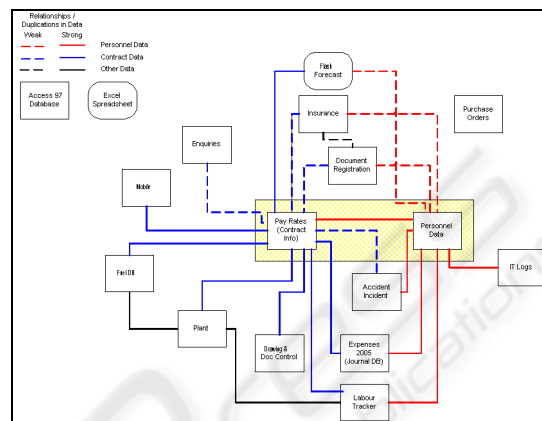 Relationships /
Duplications in Data
Weak Strong
Personnel Data
Contract Data
Other Data
Access 97
Database
Excel
Spreadsheet
Flash
Forecast
Insurance
Purchase
Orders
Enquiries
Document
Registration
Mobile
Pay Rates
(Contract
Info)
Personnel
Data
Fuel DB
IT Logs
Accident
Incident
Plant
Drawing &
Doc Control
Expenses
2005
(Journal DB)
Labour
Tracker